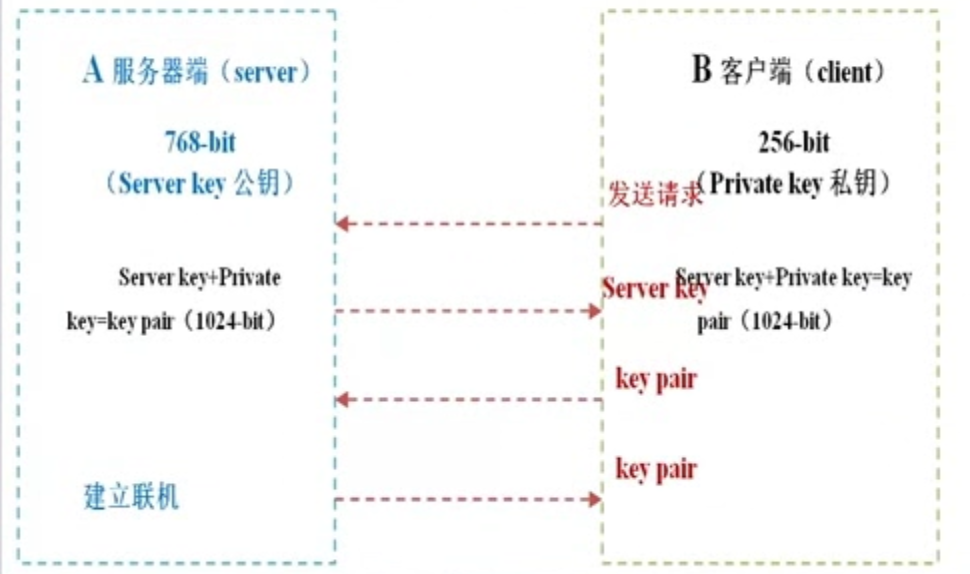 A 服务器端（server）
768-bit
（Server key 公钥）
Server key+Private
key=key pair（1024-bit）
建立联机
发送请求
Server key
key pair
key pair
B 客户端（client）
256-bit
（Private key 私钥）
Server key+Private key=key
pair（1024-bit）